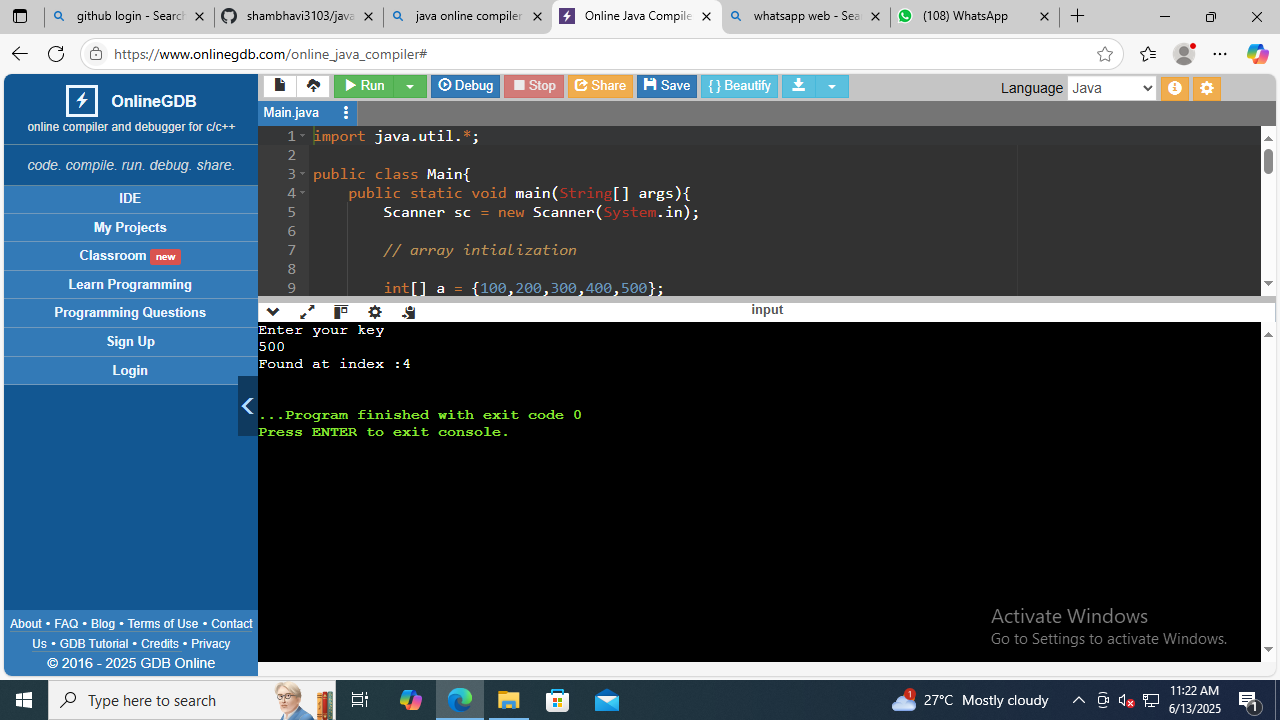 github login - Searc
shambhavi3103/java
java online compiler
Online Java Compile
whatsapp web - Sea
(108) WhatsApp
https://www.onlinegdb.com/online_java_compiler#
OnlineGDB
online compiler and debugger for c/c++
code. compile. run. debug. share.
IDE
My Projects
Classroom new
Learn Programming
Programming Questions
Sign Up
Login
About • FAQ • Blog • Terms of Use • Contact
Us • GDB Tutorial • Credits • Privacy
© 2016 - 2025 GDB Online
Run Debug Stop Share Save { } Beautify
Language Java
Main.java
1 import java.util.*;
2
3 public class Main{
4 public static void main(String[] args){
5 Scanner sc = new Scanner(System.in);
6
7 // array intialization
8
9 int[] a = {100,200,300,400,500};
input
Enter your key
500
Found at index :4
...Program finished with exit code 0
Press ENTER to exit console.
Activate Windows
Go to Settings to activate Windows.
Type here to search
1
27°C Mostly cloudy
11:22 AM
6/13/2025
1